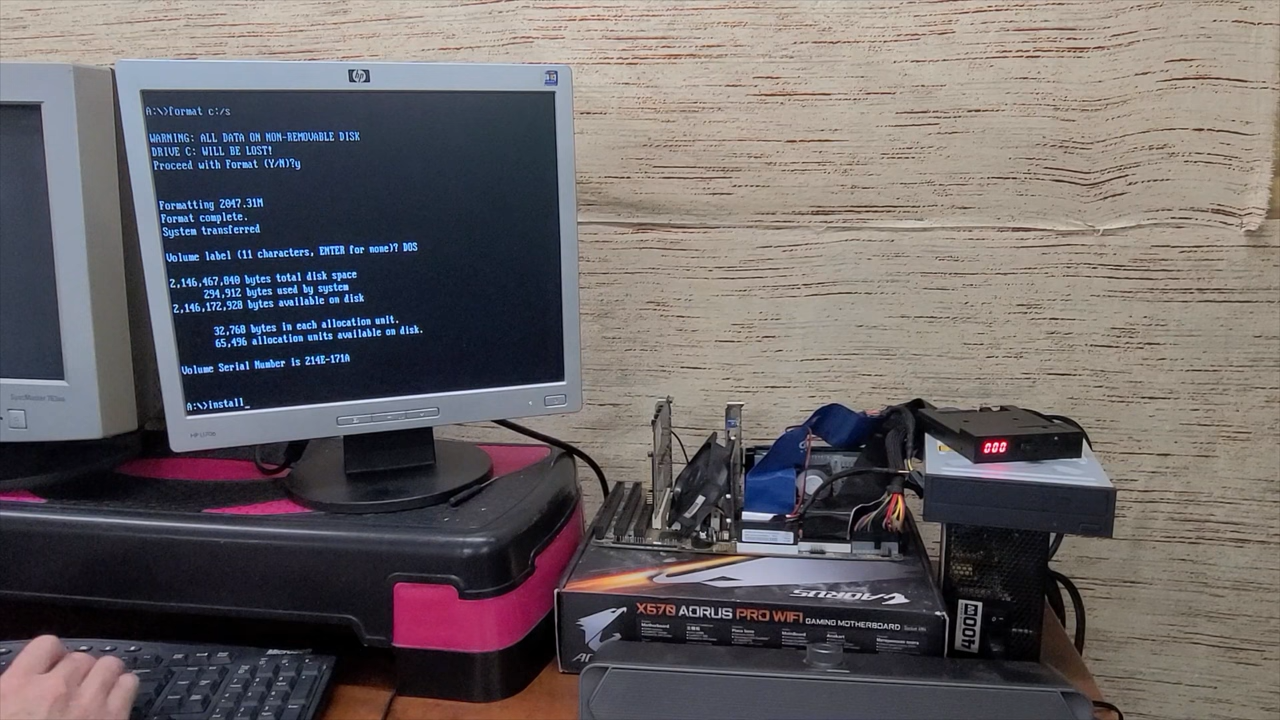 hp
A:\>format c:/s
WARNING: ALL DATA ON NON-REMOVABLE DISK
DRIVE C: WILL BE LOST!
Proceed with Format (Y/N)?y
Formatting 2047.31M
Format complete.
System transferred
Volume label (11 characters, ENTER for none)? DOS
2,146,467,840 bytes total disk space
294,912 bytes used by system
2,146,172,928 bytes available on disk
32,768 bytes in each allocation unit.
65,496 allocation units available on disk.
Volume Serial Number is 214E-171A
A:\>install_
000
AORUS
X570 AORUS PRO WIFI GAMING MOTHERBOARD
400W
Microsoft